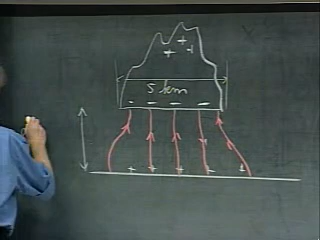 + + + +
5 km
- - - -
+ + + + +